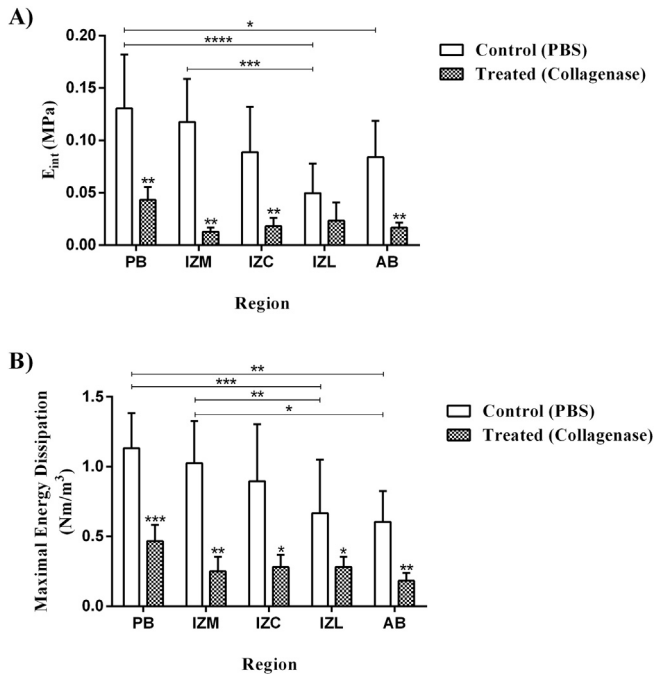 A)
*
****
***
0.20
0.15
0.10
0.05
0.00
E_int (MPa)
Control (PBS)
Treated (Collagenase)
**
**
**
**
PB IZM IZC IZL AB
Region
B)
**
***
**
*
1.5
1.0
0.5
0.0
Maximal Energy Dissipation
(Nm/m³)
Control (PBS)
Treated (Collagenase)
***
**
*
*
**
PB IZM IZC IZL AB
Region